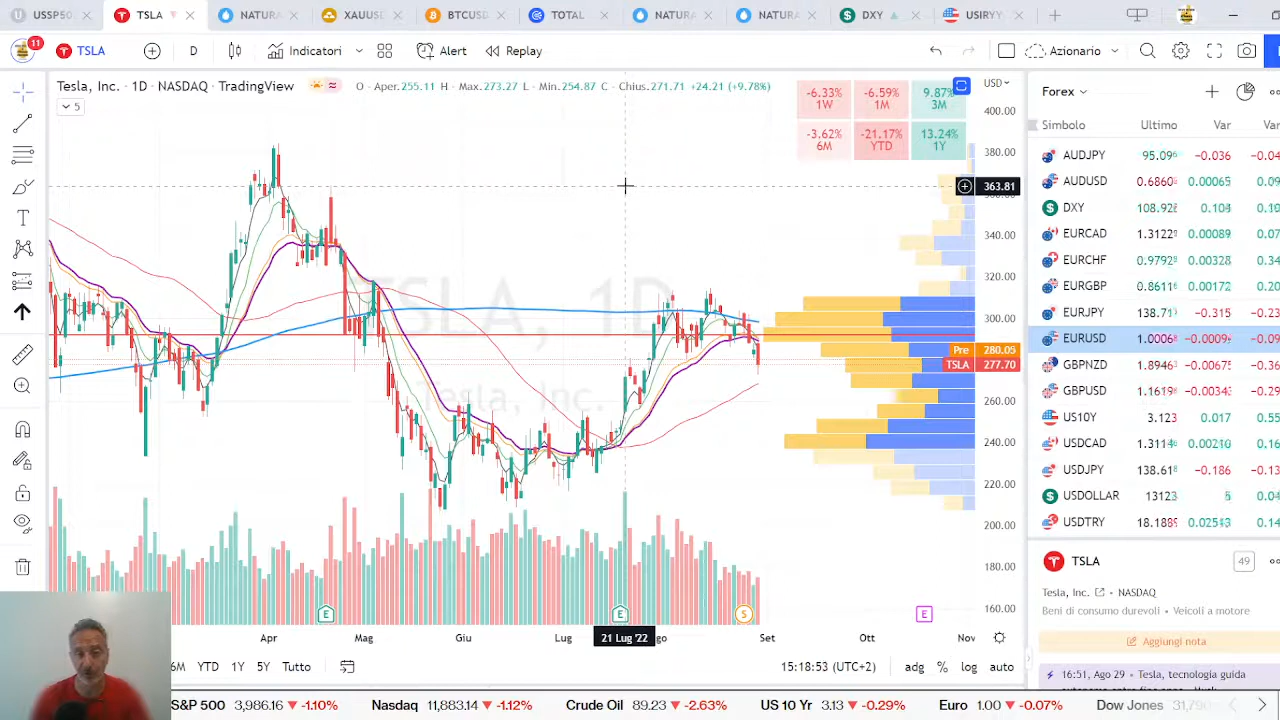 USSP50
TSLA
NATURA
XAUUS
BTCUS
TOTAL
NATURA
NATURA
DXY
USIRYY
11
TSLA
D
Indicatori
Alert
Replay
Azionario
Tesla, Inc. • 1D • NASDAQ • TradingView
O - Aper.255.11 H - Max.273.27 L - Min.254.87 C - Chius.271.71 +24.21 (+9.78%)
5
-6.33%
1W
-6.59%
1M
9.87%
3M
-3.62%
6M
-21.17%
YTD
13.24%
1Y
USD
400.00
380.00
363.81
340.00
320.00
300.00
Pre 280.05
TSLA 277.70
260.00
240.00
220.00
200.00
180.00
160.00
TSLA, 1D
Tesla, Inc.
E
E
S
E
Apr
Mag
Giu
Lug
21 Lug '22
go
Set
Ott
Nov
6M
YTD
1Y
5Y
Tutto
15:18:53 (UTC+2)
adg
%
log
auto
Forex
Simbolo Ultimo Var Var
AUDJPY 95.09 -0.036 -0.04
AUDUSD 0.6860 0.00065 0.09
DXY 108.92 0.104 0.10
EURCAD 1.3122 0.00089 0.0
EURCHF 0.9792 0.00328 0.34
EURGBP 0.8611 0.00172 0.20
EURJPY 138.71 -0.315 -0.2
EURUSD 1.0006 -0.0009 -0.09
GBPNZD 1.8946 -0.00675 -0.36
GBPUSD 1.1619 -0.00343 -0.29
US10Y 3.123 0.017 0.54
USDCAD 1.3114 0.00210 0.16
USDJPY 138.61 -0.186 -0.13
USDOLLAR 13123 5 0.04
USDTRY 18.188 0.02543 0.14
TSLA
49
Tesla, Inc. • NASDAQ
Beni di consumo durevoli • Veicoli a motore
Aggiungi nota
16:51, Ago 29 • Tesla, tecnologia guida
S&P 500 3,986.16 -1.10%
Nasdaq 11,883.14 -1.12%
Crude Oil 89.23 -2.63%
US 10 Yr 3.13 -0.29%
Euro 1.00 -0.07%
Dow Jones 31,790